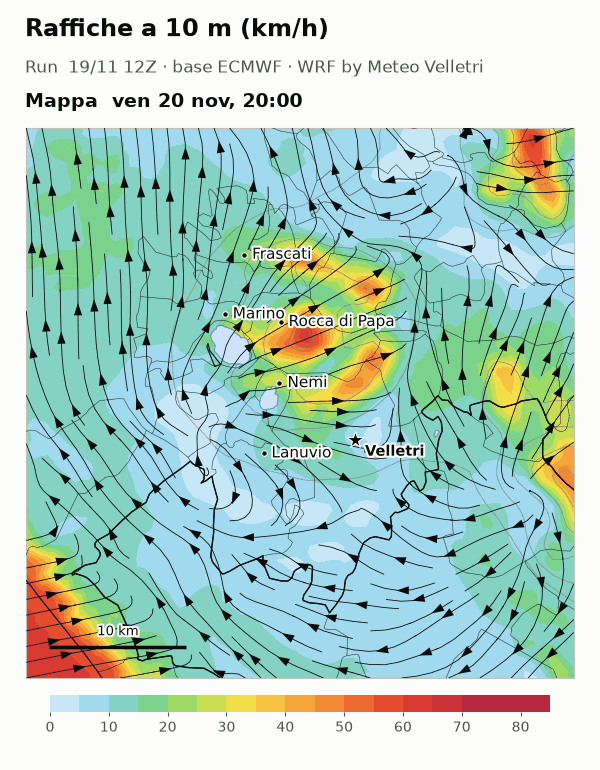 Raffiche a 10 m (km/h)
Run  19/11 12Z · base ECMWF · WRF by Meteo Velletri
Mappa  ven 20 nov, 20:00
Frascati
Marino
Rocca di Papa
Nemi
Velletri
Lanuvio
10 km
0 10 20 30 40 50 60 70 80